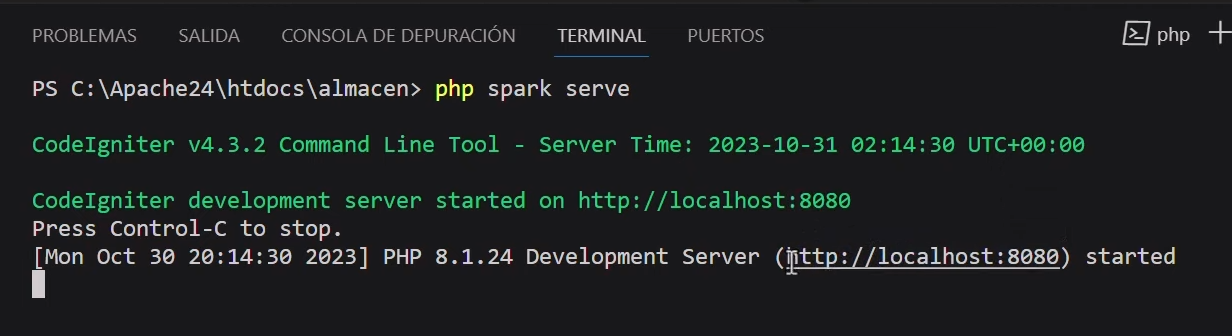 PROBLEMAS SALIDA CONSOLA DE DEPURACIÓN TERMINAL PUERTOS php
PS C:\Apache24\htdocs\almacen> php spark serve
CodeIgniter v4.3.2 Command Line Tool - Server Time: 2023-10-31 02:14:30 UTC+00:00
CodeIgniter development server started on http://localhost:8080
Press Control-C to stop.
[Mon Oct 30 20:14:30 2023] PHP 8.1.24 Development Server (http://localhost:8080) started